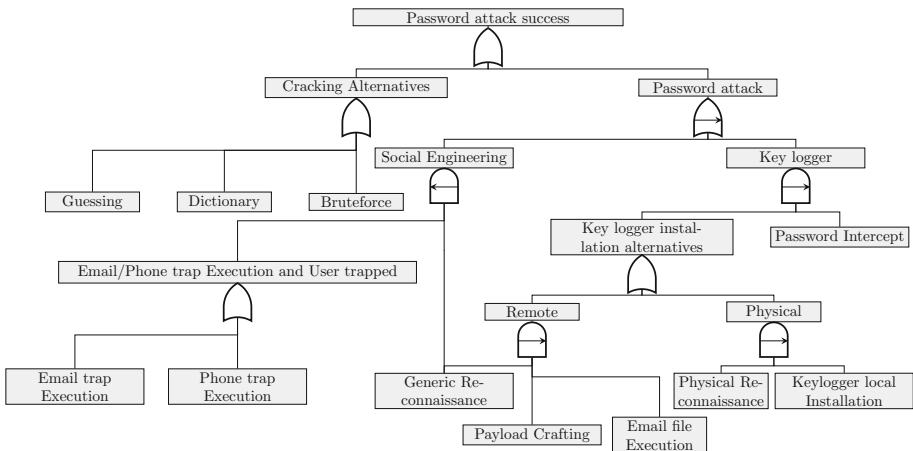 Password attack success
Cracking Alternatives
Password attack
Social Engineering
Key logger
Guessing
Dictionary
Bruteforce
Key logger instal-
lation alternatives
Password Intercept
Email/Phone trap Execution and User trapped
Remote
Physical
Email trap
Execution
Phone trap
Execution
Generic Re-
connaissance
Physical Re-
connaissance
Keylogger local
Installation
Payload Crafting
Email file
Execution